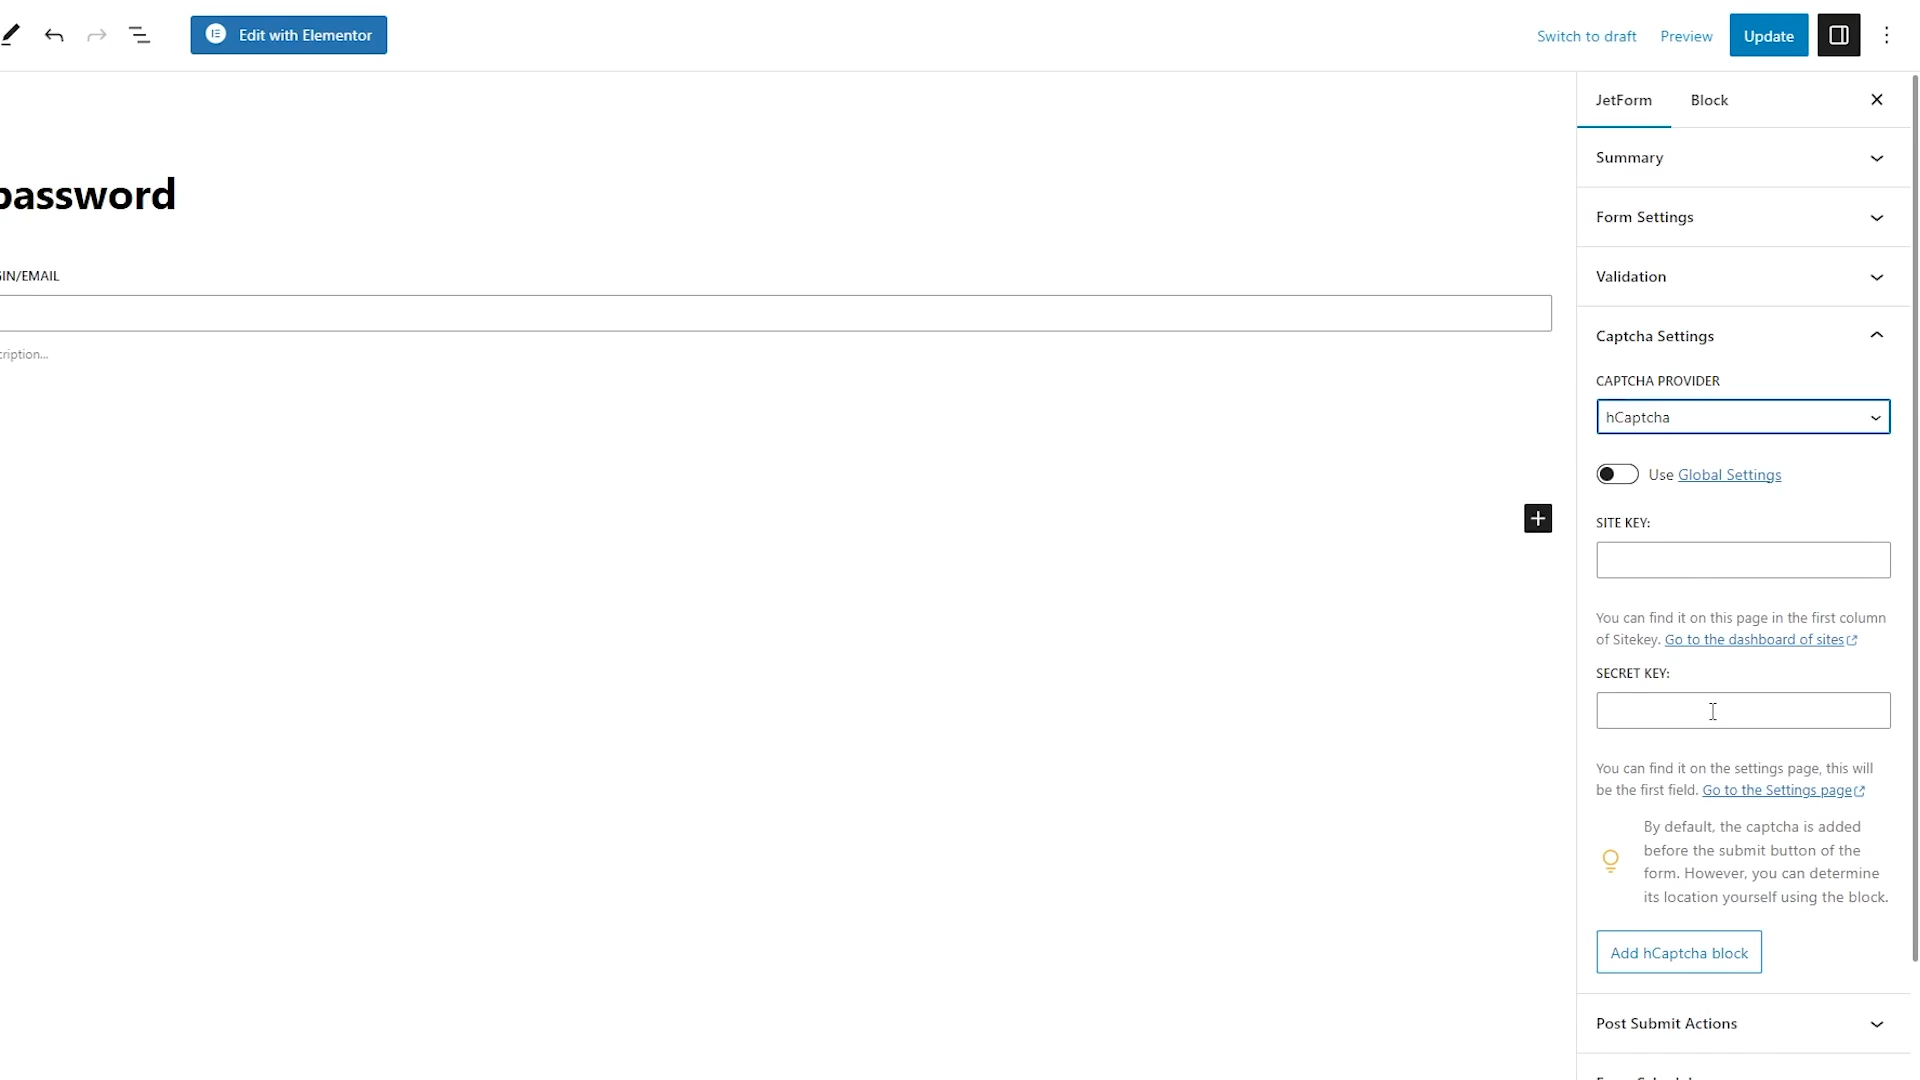 Edit with Elementor
Switch to draft
Preview
Update
JetForm
Block
Summary
password
Form Settings
GIN/EMAIL
Validation
cription...
Captcha Settings
CAPTCHA PROVIDER
hCaptcha
Use Global Settings
SITE KEY:
You can find it on this page in the first column
of Sitekey. Go to the dashboard of sites
SECRET KEY:
You can find it on the settings page, this will
be the first field. Go to the Settings page
By default, the captcha is added
before the submit button of the
form. However, you can determine
its location yourself using the block.
Add hCaptcha block
Post Submit Actions